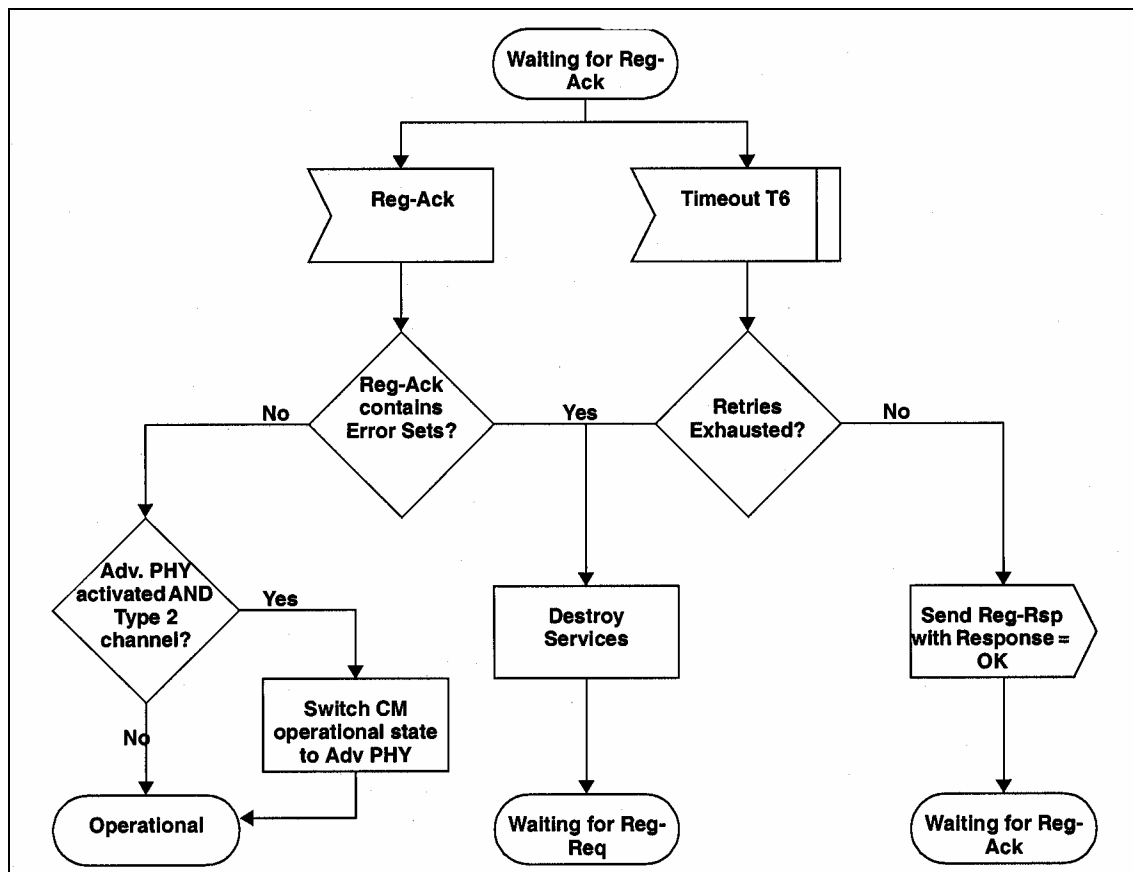 Waiting for Reg-
Ack
Reg-Ack
Timeout T6
Reg-Ack
contains
Error Sets?
No
Yes
Retries
Exhausted?
No
Adv. PHY
activated AND
Type 2
channel?
Yes
No
Switch CM
operational state
to Adv PHY
Destroy
Services
Send Reg-Rsp
with Response =
OK
Operational
Waiting for Reg-
Req
Waiting for Reg-
Ack